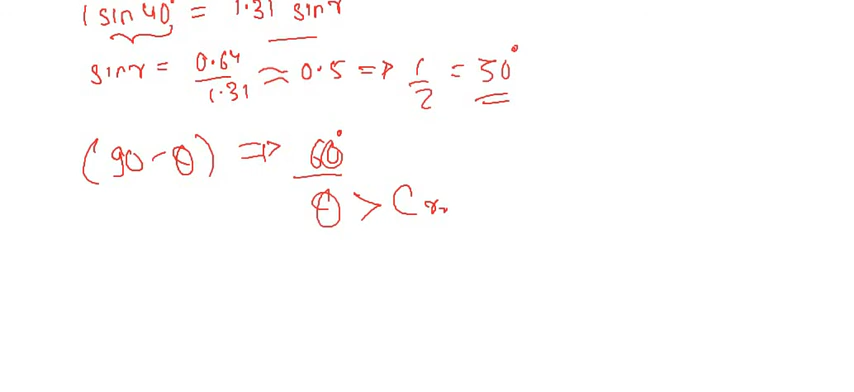 1 sin 40° = 1.31 sin r
sin r = 0.64 / 1.31 ≈ 0.5 => 1/2 = 30°
(90 - θ) => 60°
θ > C